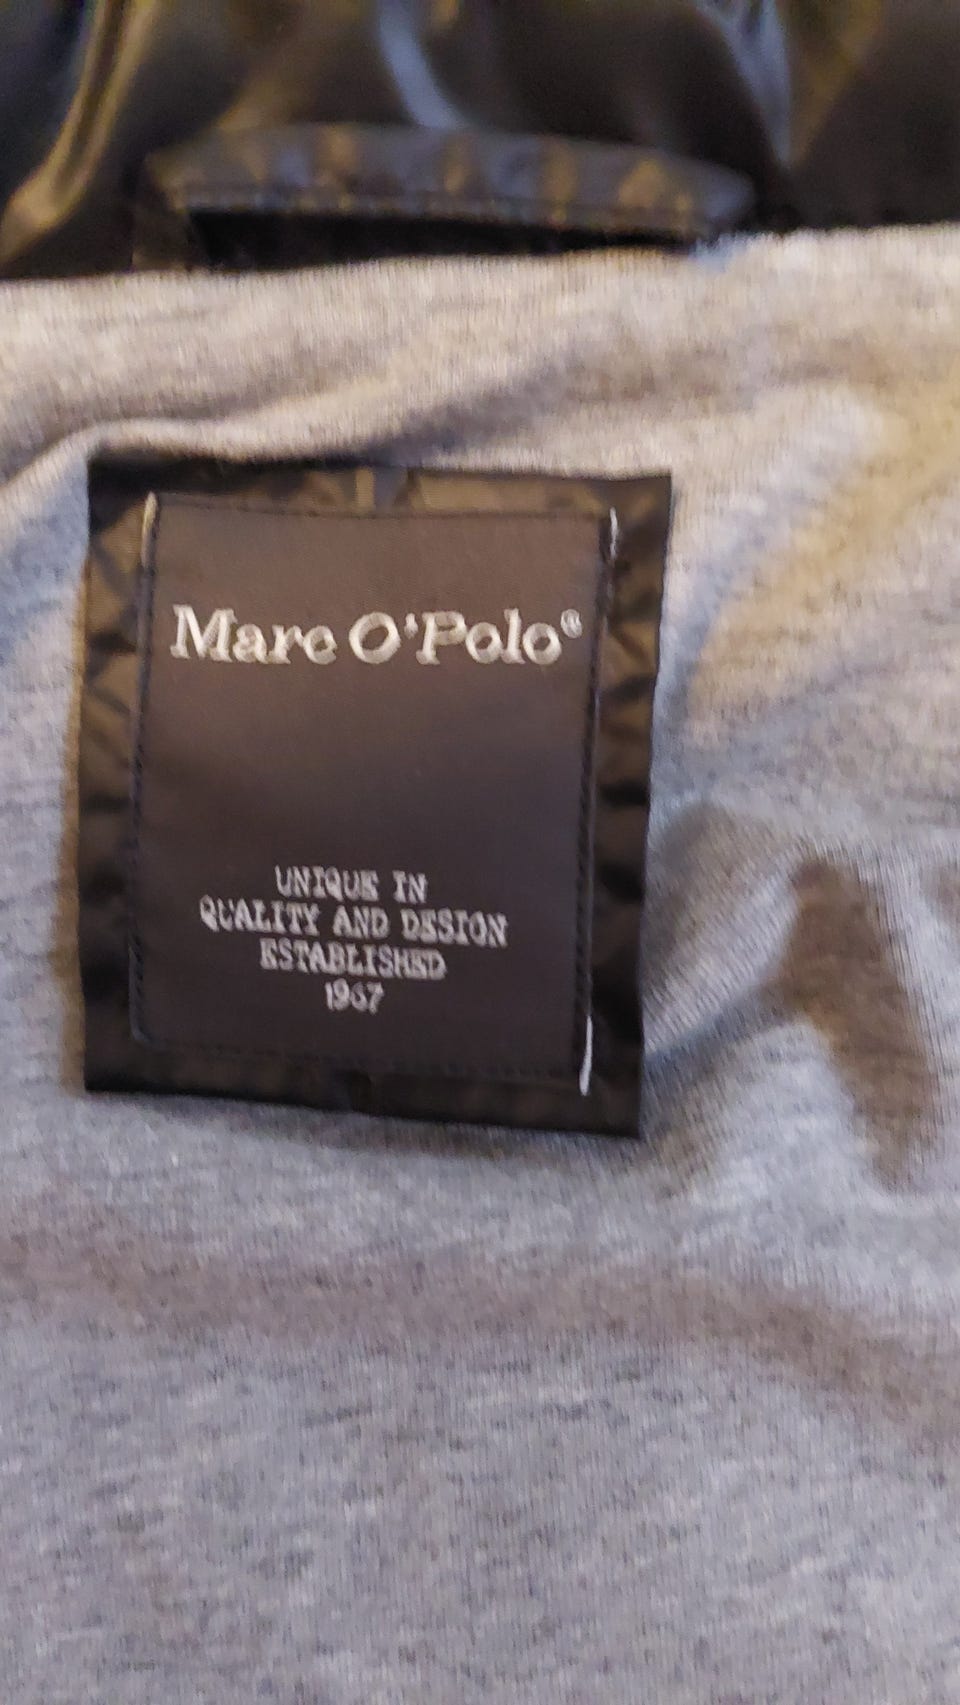 Marc O'Polo®
UNIQUE IN
QUALITY AND DESIGN
ESTABLISHED
1967